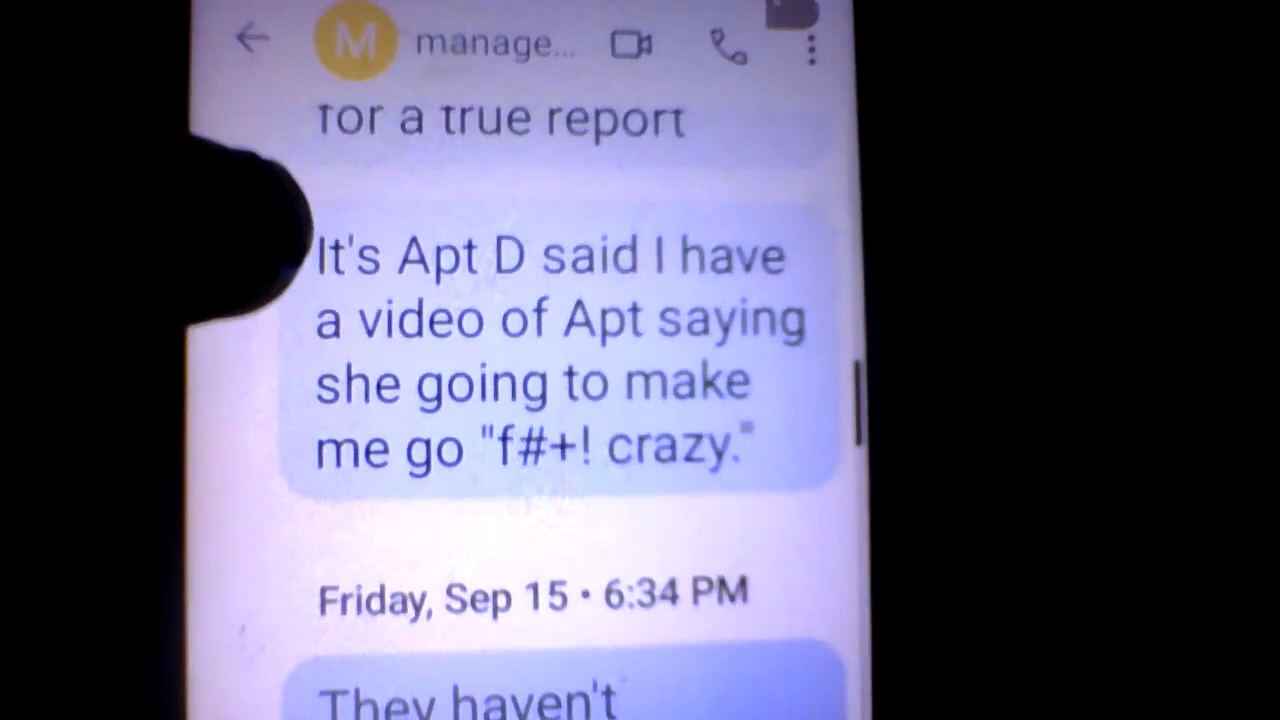 M manage...
for a true report
It's Apt D said I have
a video of Apt saying
she going to make
me go "f#+! crazy."
Friday, Sep 15 • 6:34 PM
They haven't